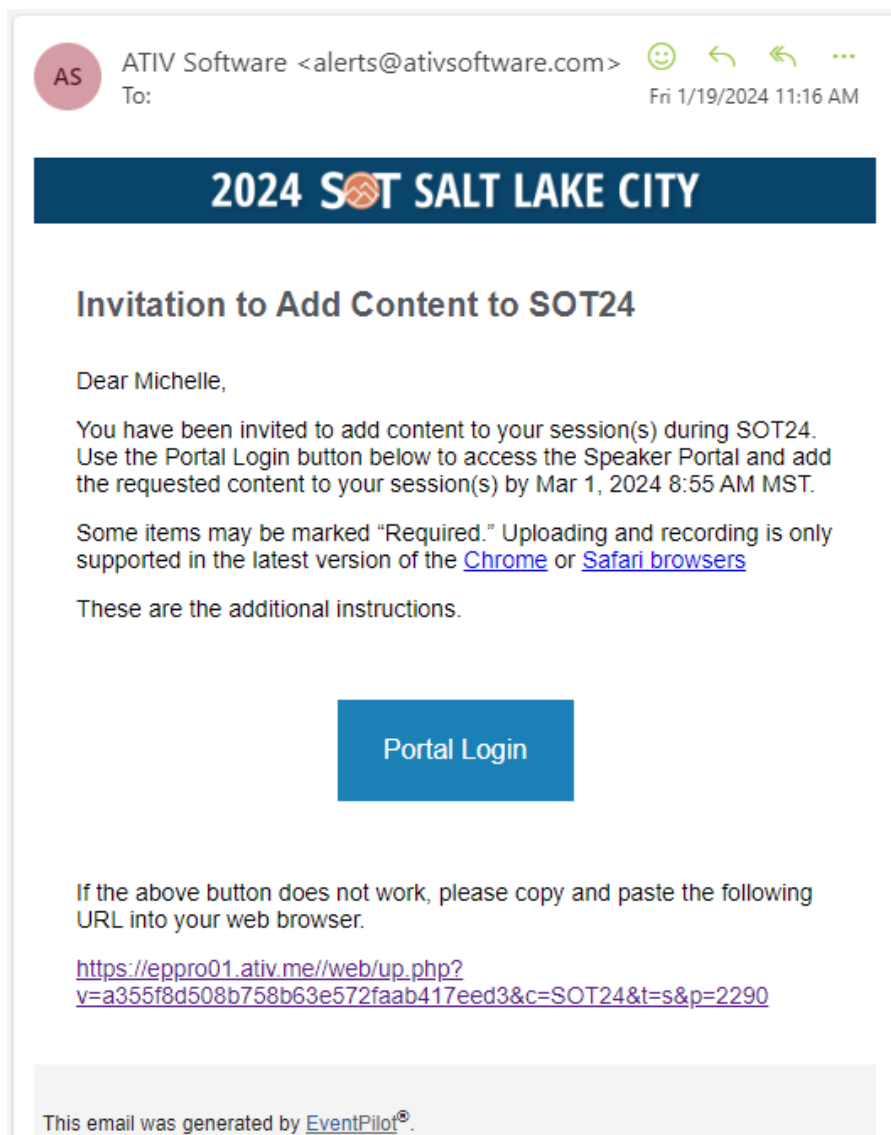 AS
ATIV Software <alerts@ativsoftware.com>
To:
Fri 1/19/2024 11:16 AM
2024 SOT SALT LAKE CITY
Invitation to Add Content to SOT24
Dear Michelle,
You have been invited to add content to your session(s) during SOT24.
Use the Portal Login button below to access the Speaker Portal and add
the requested content to your session(s) by Mar 1, 2024 8:55 AM MST.
Some items may be marked “Required.” Uploading and recording is only
supported in the latest version of the Chrome or Safari browsers
These are the additional instructions.
Portal Login
If the above button does not work, please copy and paste the following
URL into your web browser.
https://eppro01.ativ.me//web/up.php?
v=a355f8d508b758b63e572faab417eed3&c=SOT24&t=s&p=2290
This email was generated by EventPilot®.